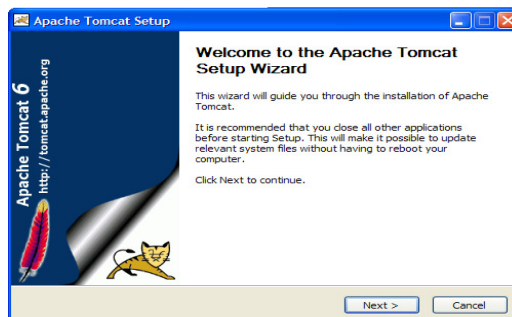 Apache Tomcat Setup
Apache Tomcat 6
http://tomcat.apache.org
Welcome to the Apache Tomcat
Setup Wizard
This wizard will guide you through the installation of Apache
Tomcat.
It is recommended that you close all other applications
before starting Setup. This will make it possible to update
relevant system files without having to reboot your
computer.
Click Next to continue.
Next >
Cancel